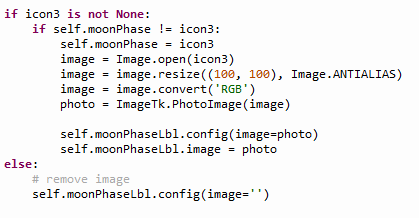 if icon3 is not None:
    if self.moonPhase != icon3:
        self.moonPhase = icon3
        image = Image.open(icon3)
        image = image.resize((100, 100), Image.ANTIALIAS)
        image = image.convert('RGB')
        photo = ImageTk.PhotoImage(image)

        self.moonPhaseLbl.config(image=photo)
        self.moonPhaseLbl.image = photo
else:
    # remove image
    self.moonPhaseLbl.config(image='')